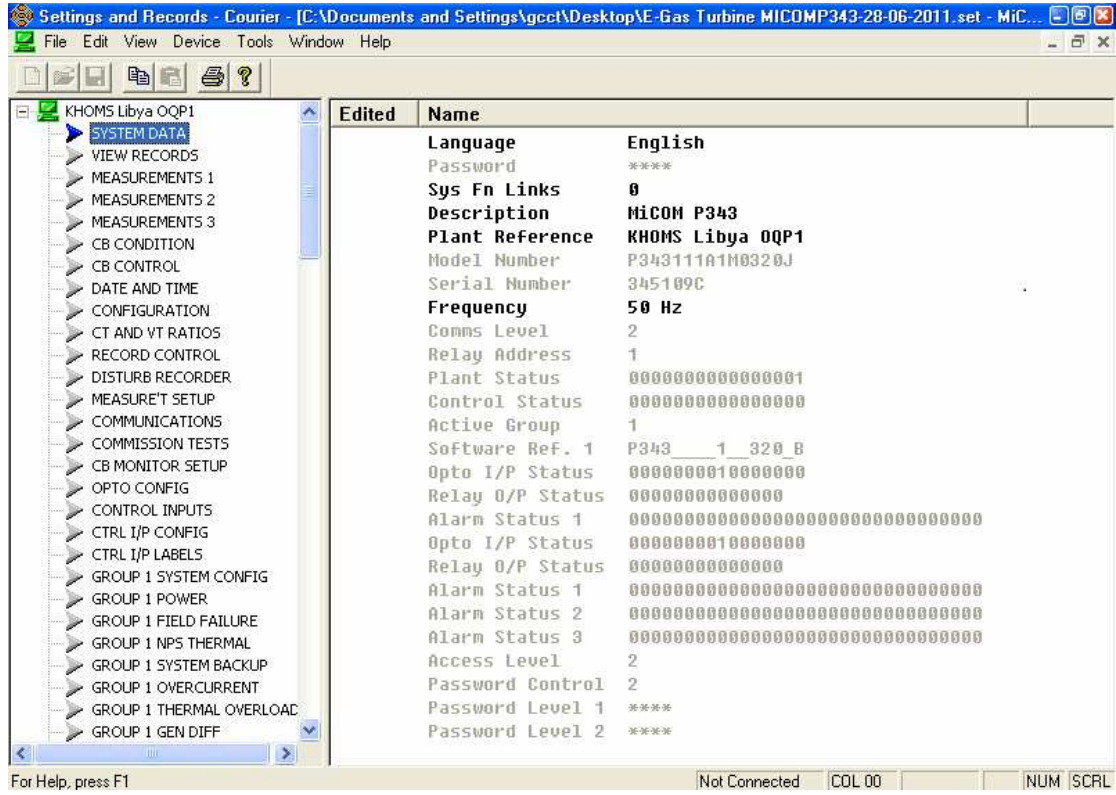 Settings and Records - Courier - [C:\Documents and Settings\gcct\Desktop\E-Gas Turbine MICOMP343-28-06-2011.set - MiC...
File Edit View Device Tools Window Help
KHOMS Libya OQP1
SYSTEM DATA
VIEW RECORDS
MEASUREMENTS 1
MEASUREMENTS 2
MEASUREMENTS 3
CB CONDITION
CB CONTROL
DATE AND TIME
CONFIGURATION
CT AND VT RATIOS
RECORD CONTROL
DISTURB RECORDER
MEASURE'T SETUP
COMMUNICATIONS
COMMISSION TESTS
CB MONITOR SETUP
OPTO CONFIG
CONTROL INPUTS
CTRL I/P CONFIG
CTRL I/P LABELS
GROUP 1 SYSTEM CONFIG
GROUP 1 POWER
GROUP 1 FIELD FAILURE
GROUP 1 NPS THERMAL
GROUP 1 SYSTEM BACKUP
GROUP 1 OVERCURRENT
GROUP 1 THERMAL OVERLOAD
GROUP 1 GEN DIFF
Edited Name
Language English
Password ****
Sys Fn Links 0
Description MiCOM P343
Plant Reference KHOMS Libya OQP1
Model Number P343111A1M0320J
Serial Number 345109C
Frequency 50 Hz
Comms Level 2
Relay Address 1
Plant Status 0000000000000001
Control Status 0000000000000000
Active Group 1
Software Ref. 1 P343____1__320_B
Opto I/P Status 0000000010000000
Relay O/P Status 00000000000000
Alarm Status 1 00000000000000000000000000000000
Opto I/P Status 0000000010000000
Relay O/P Status 00000000000000
Alarm Status 1 00000000000000000000000000000000
Alarm Status 2 00000000000000000000000000000000
Alarm Status 3 00000000000000000000000000000000
Access Level 2
Password Control 2
Password Level 1 ****
Password Level 2 ****
For Help, press F1
Not Connected COL 00 NUM SCRL